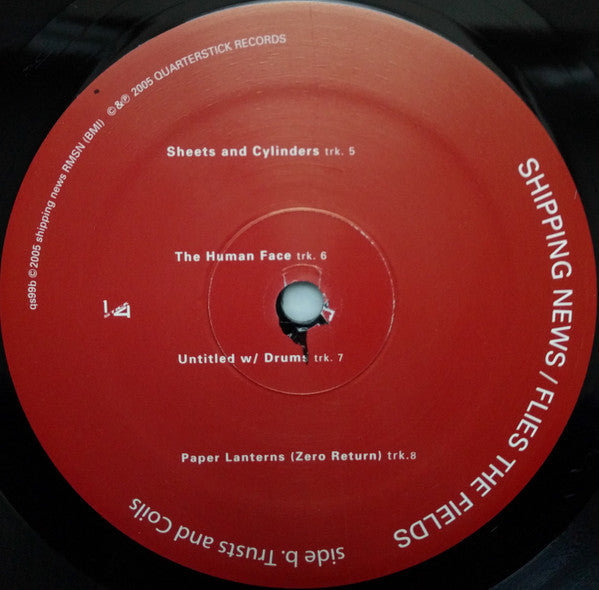 qs99b © 2005 shipping news RMSN (BMI) ©&℗ 2005 QUARTERSTICK RECORDS
SHIPPING NEWS / FLIES THE FIELDS
Sheets and Cylinders trk. 5
The Human Face trk. 6
Untitled w/ Drums trk. 7
Paper Lanterns (Zero Return) trk.8
side b. Trusts and Coils